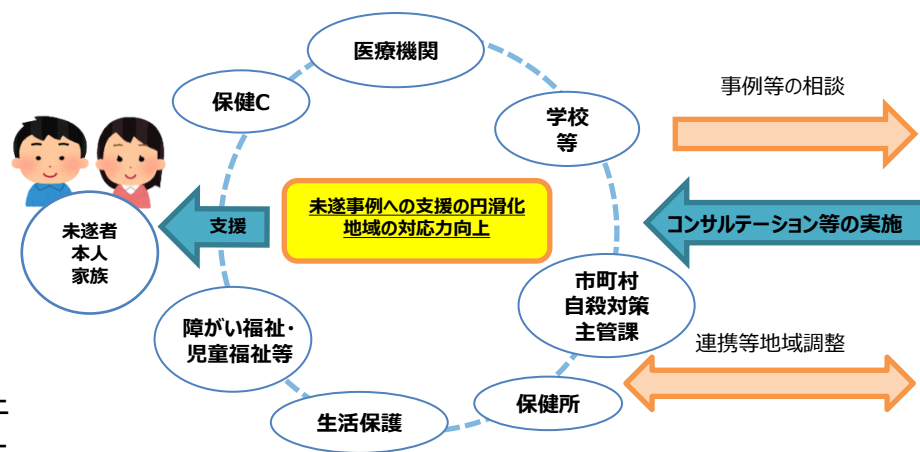 医療機関
保健C
学校
等
事例等の相談
未遂者
本人
家族
支援
未遂事例への支援の円滑化
地域の対応力向上
コンサルテーション等の実施
市町村
自殺対策
主管課
障がい福祉・
児童福祉等
連携等地域調整
保健所
生活保護